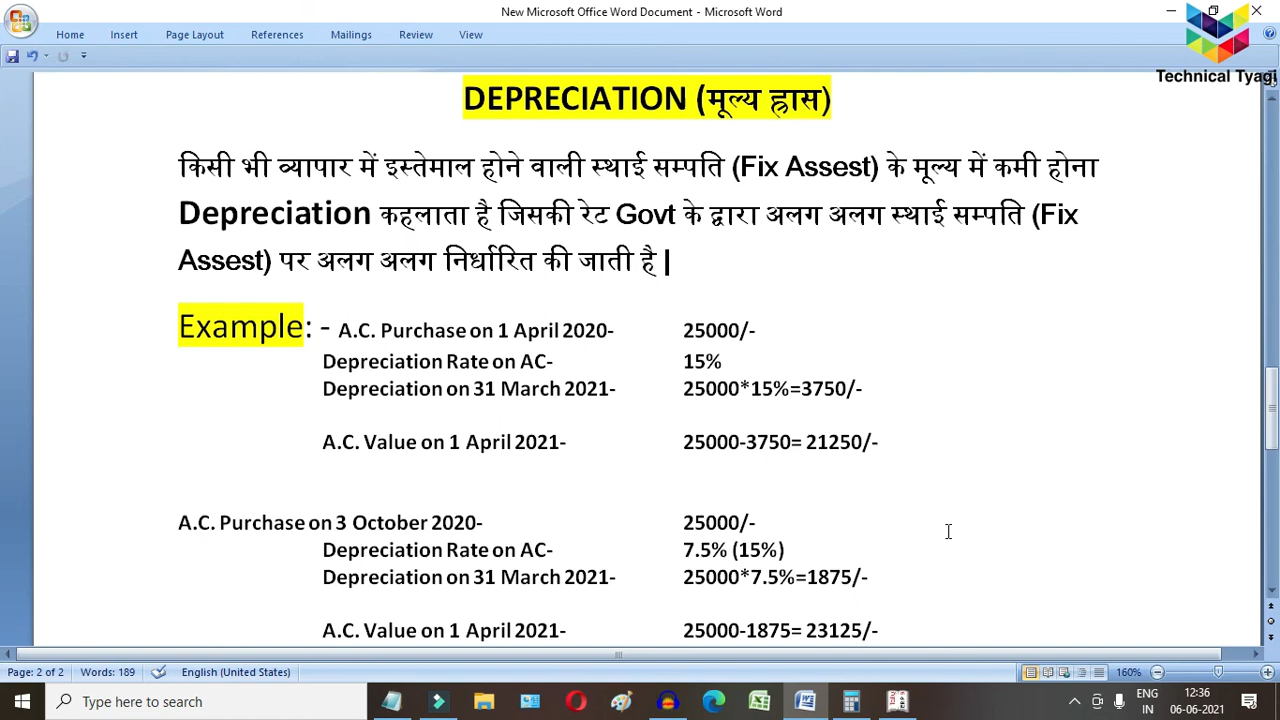 New Microsoft Office Word Document - Microsoft Word
Home Insert Page Layout References Mailings Review View
Technical Tyagi
DEPRECIATION (मूल्य ह्रास)
किसी भी व्यापार में इस्तेमाल होने वाली स्थाई सम्पति (Fix Assest) के मूल्य में कमी होना
Depreciation कहलाता है जिसकी रेट Govt के द्वारा अलग अलग स्थाई सम्पति (Fix
Assest) पर अलग अलग निर्धारित की जाती है |
Example: - A.C. Purchase on 1 April 2020- 25000/-
Depreciation Rate on AC- 15%
Depreciation on 31 March 2021- 25000*15%=3750/-
A.C. Value on 1 April 2021- 25000-3750= 21250/-
A.C. Purchase on 3 October 2020- 25000/-
Depreciation Rate on AC- 7.5% (15%)
Depreciation on 31 March 2021- 25000*7.5%=1875/-
A.C. Value on 1 April 2021- 25000-1875= 23125/-
Page: 2 of 2 Words: 189 English (United States) 160%
Type here to search ENG 12:36
IN 06-06-2021